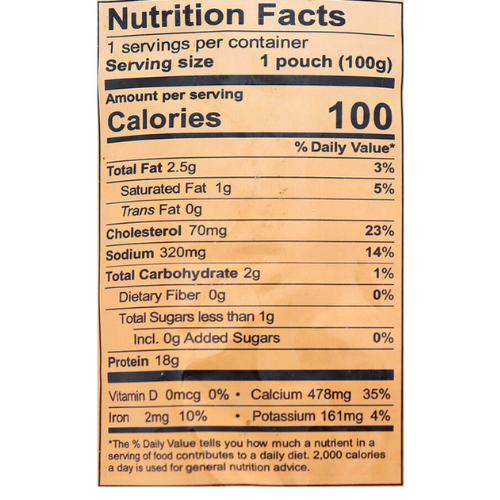 Nutrition Facts
1 servings per container
Serving size 1 pouch (100g)
Amount per serving
Calories 100
% Daily Value*
Total Fat 2.5g 3%
Saturated Fat 1g 5%
Trans Fat 0g
Cholesterol 70mg 23%
Sodium 320mg 14%
Total Carbohydrate 2g 1%
Dietary Fiber 0g 0%
Total Sugars less than 1g
Incl. 0g Added Sugars 0%
Protein 18g
Vitamin D 0mcg 0% • Calcium 478mg 35%
Iron 2mg 10% • Potassium 161mg 4%
*The % Daily Value tells you how much a nutrient in a
serving of food contributes to a daily diet. 2,000 calories
a day is used for general nutrition advice.